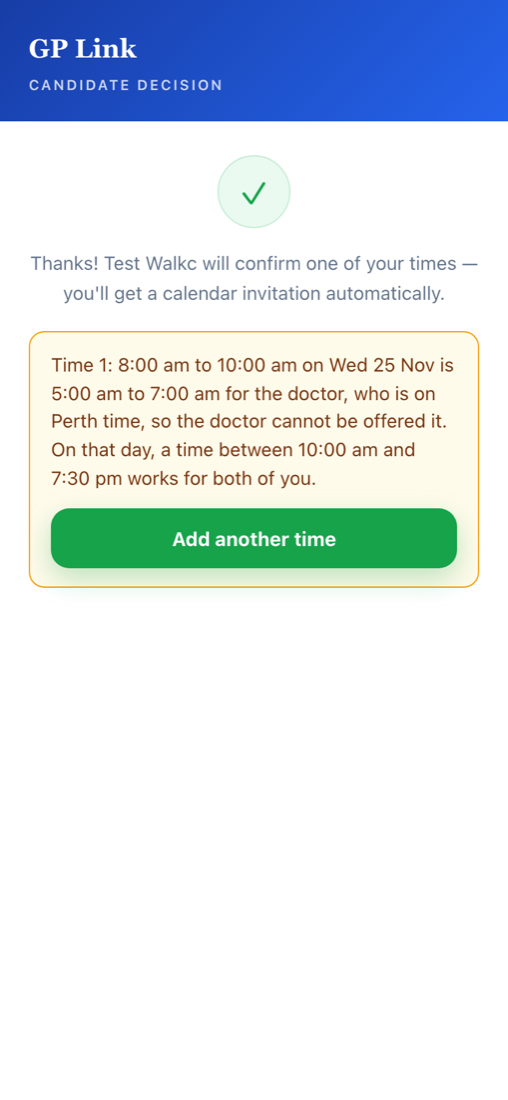 GP Link
CANDIDATE DECISION
Thanks! Test Walkc will confirm one of your times —
you'll get a calendar invitation automatically.
Time 1: 8:00 am to 10:00 am on Wed 25 Nov is
5:00 am to 7:00 am for the doctor, who is on
Perth time, so the doctor cannot be offered it.
On that day, a time between 10:00 am and
7:30 pm works for both of you.
Add another time